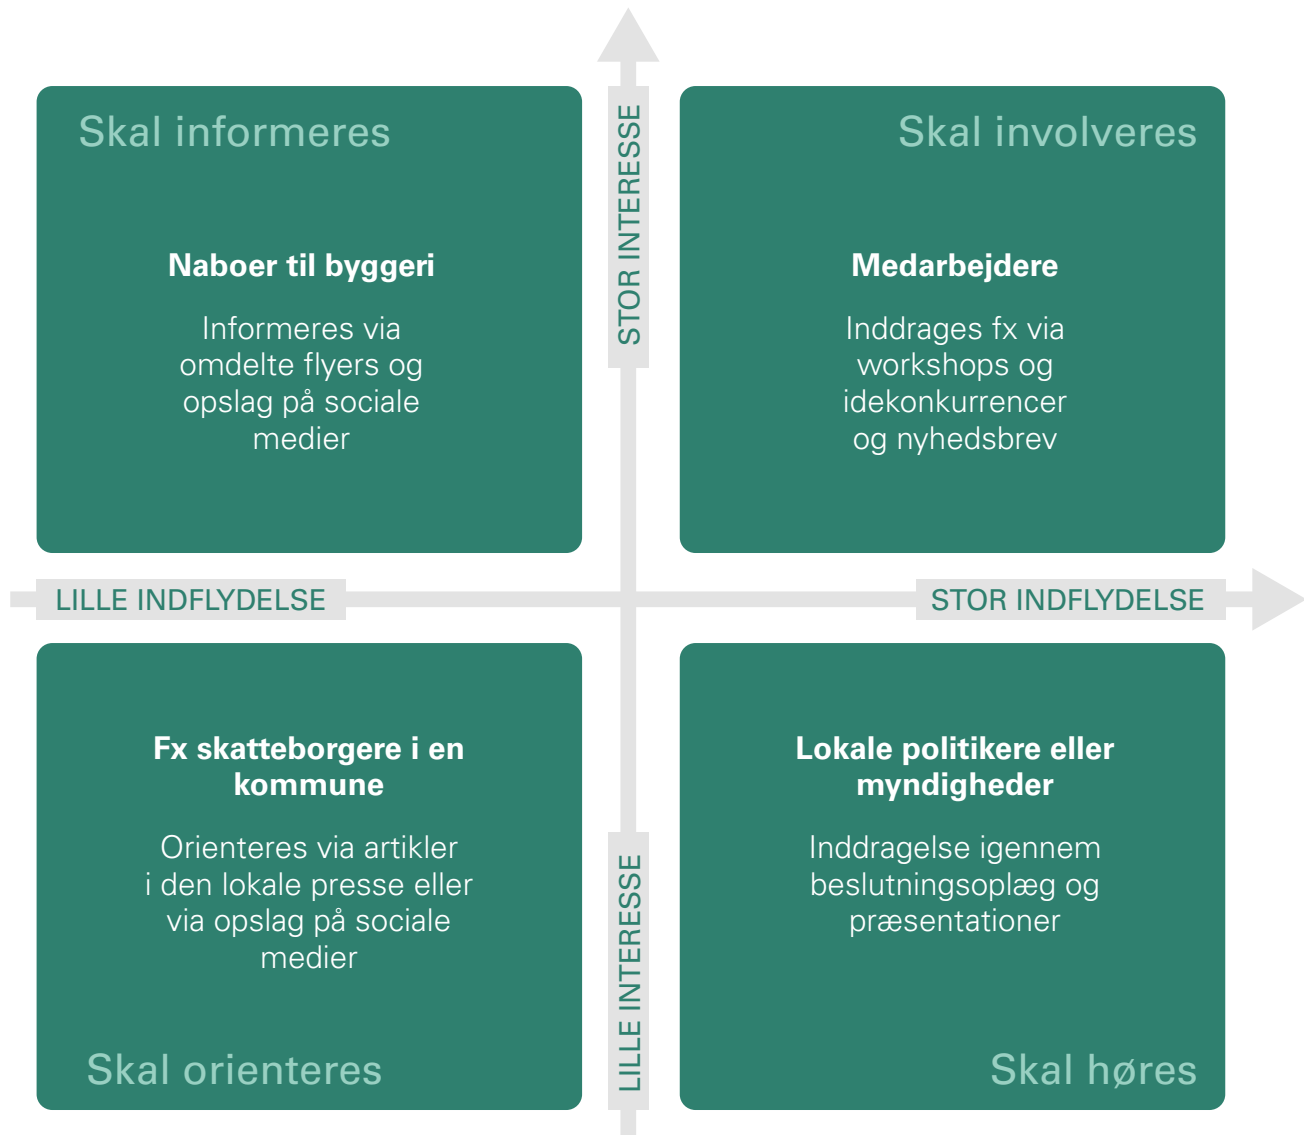 Skal informeres
Naboer til byggeri
Informeres via
omdelte flyers og
opslag på sociale
medier
STOR INTERESSE
Skal involveres
Medarbejdere
Inddrages fx via
workshops og
idekonkurrencer
og nyhedsbrev
LILLE INDFLYDELSE
STOR INDFLYDELSE
Fx skatteborgere i en
kommune
Orienteres via artikler
i den lokale presse eller
via opslag på sociale
medier
Skal orienteres
LILLE INTERESSE
Lokale politikere eller
myndigheder
Inddragelse igennem
beslutningsoplæg og
præsentationer
Skal høres